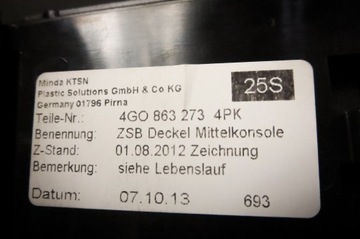 Minda KTSN
Plastic Solutions GmbH & Co KG
Germany 01796 Pirna
25S
Teile-Nr.: 4GO 863 273 4PK
Benennung: ZSB Deckel Mittelkonsole
Z-Stand: 01.08.2012 Zeichnung
Bemerkung: siehe Lebenslauf
Datum: 07.10.13 693